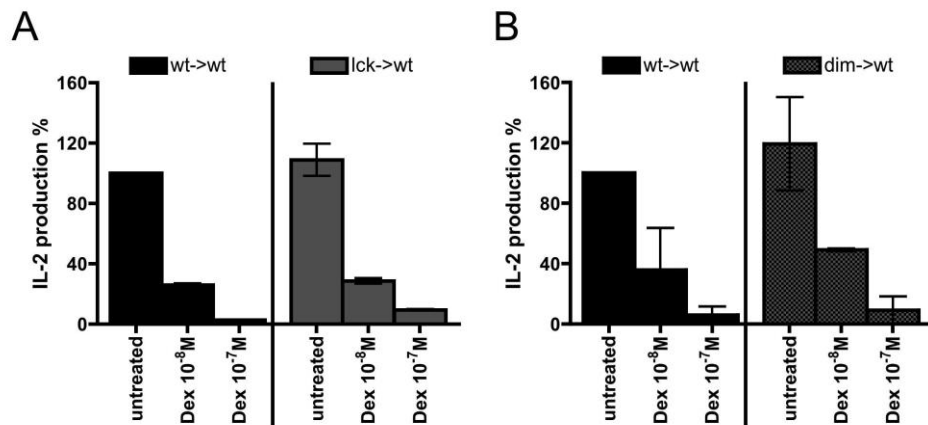 A
wt->wt
lck->wt
IL-2 production %
160
120
80
40
0
untreated
Dex 10⁻⁸M
Dex 10⁻⁷M
untreated
Dex 10⁻⁸M
Dex 10⁻⁷M
B
wt->wt
dim->wt
IL-2 production %
160
120
80
40
0
untreated
Dex 10⁻⁸M
Dex 10⁻⁷M
untreated
Dex 10⁻⁸M
Dex 10⁻⁷M